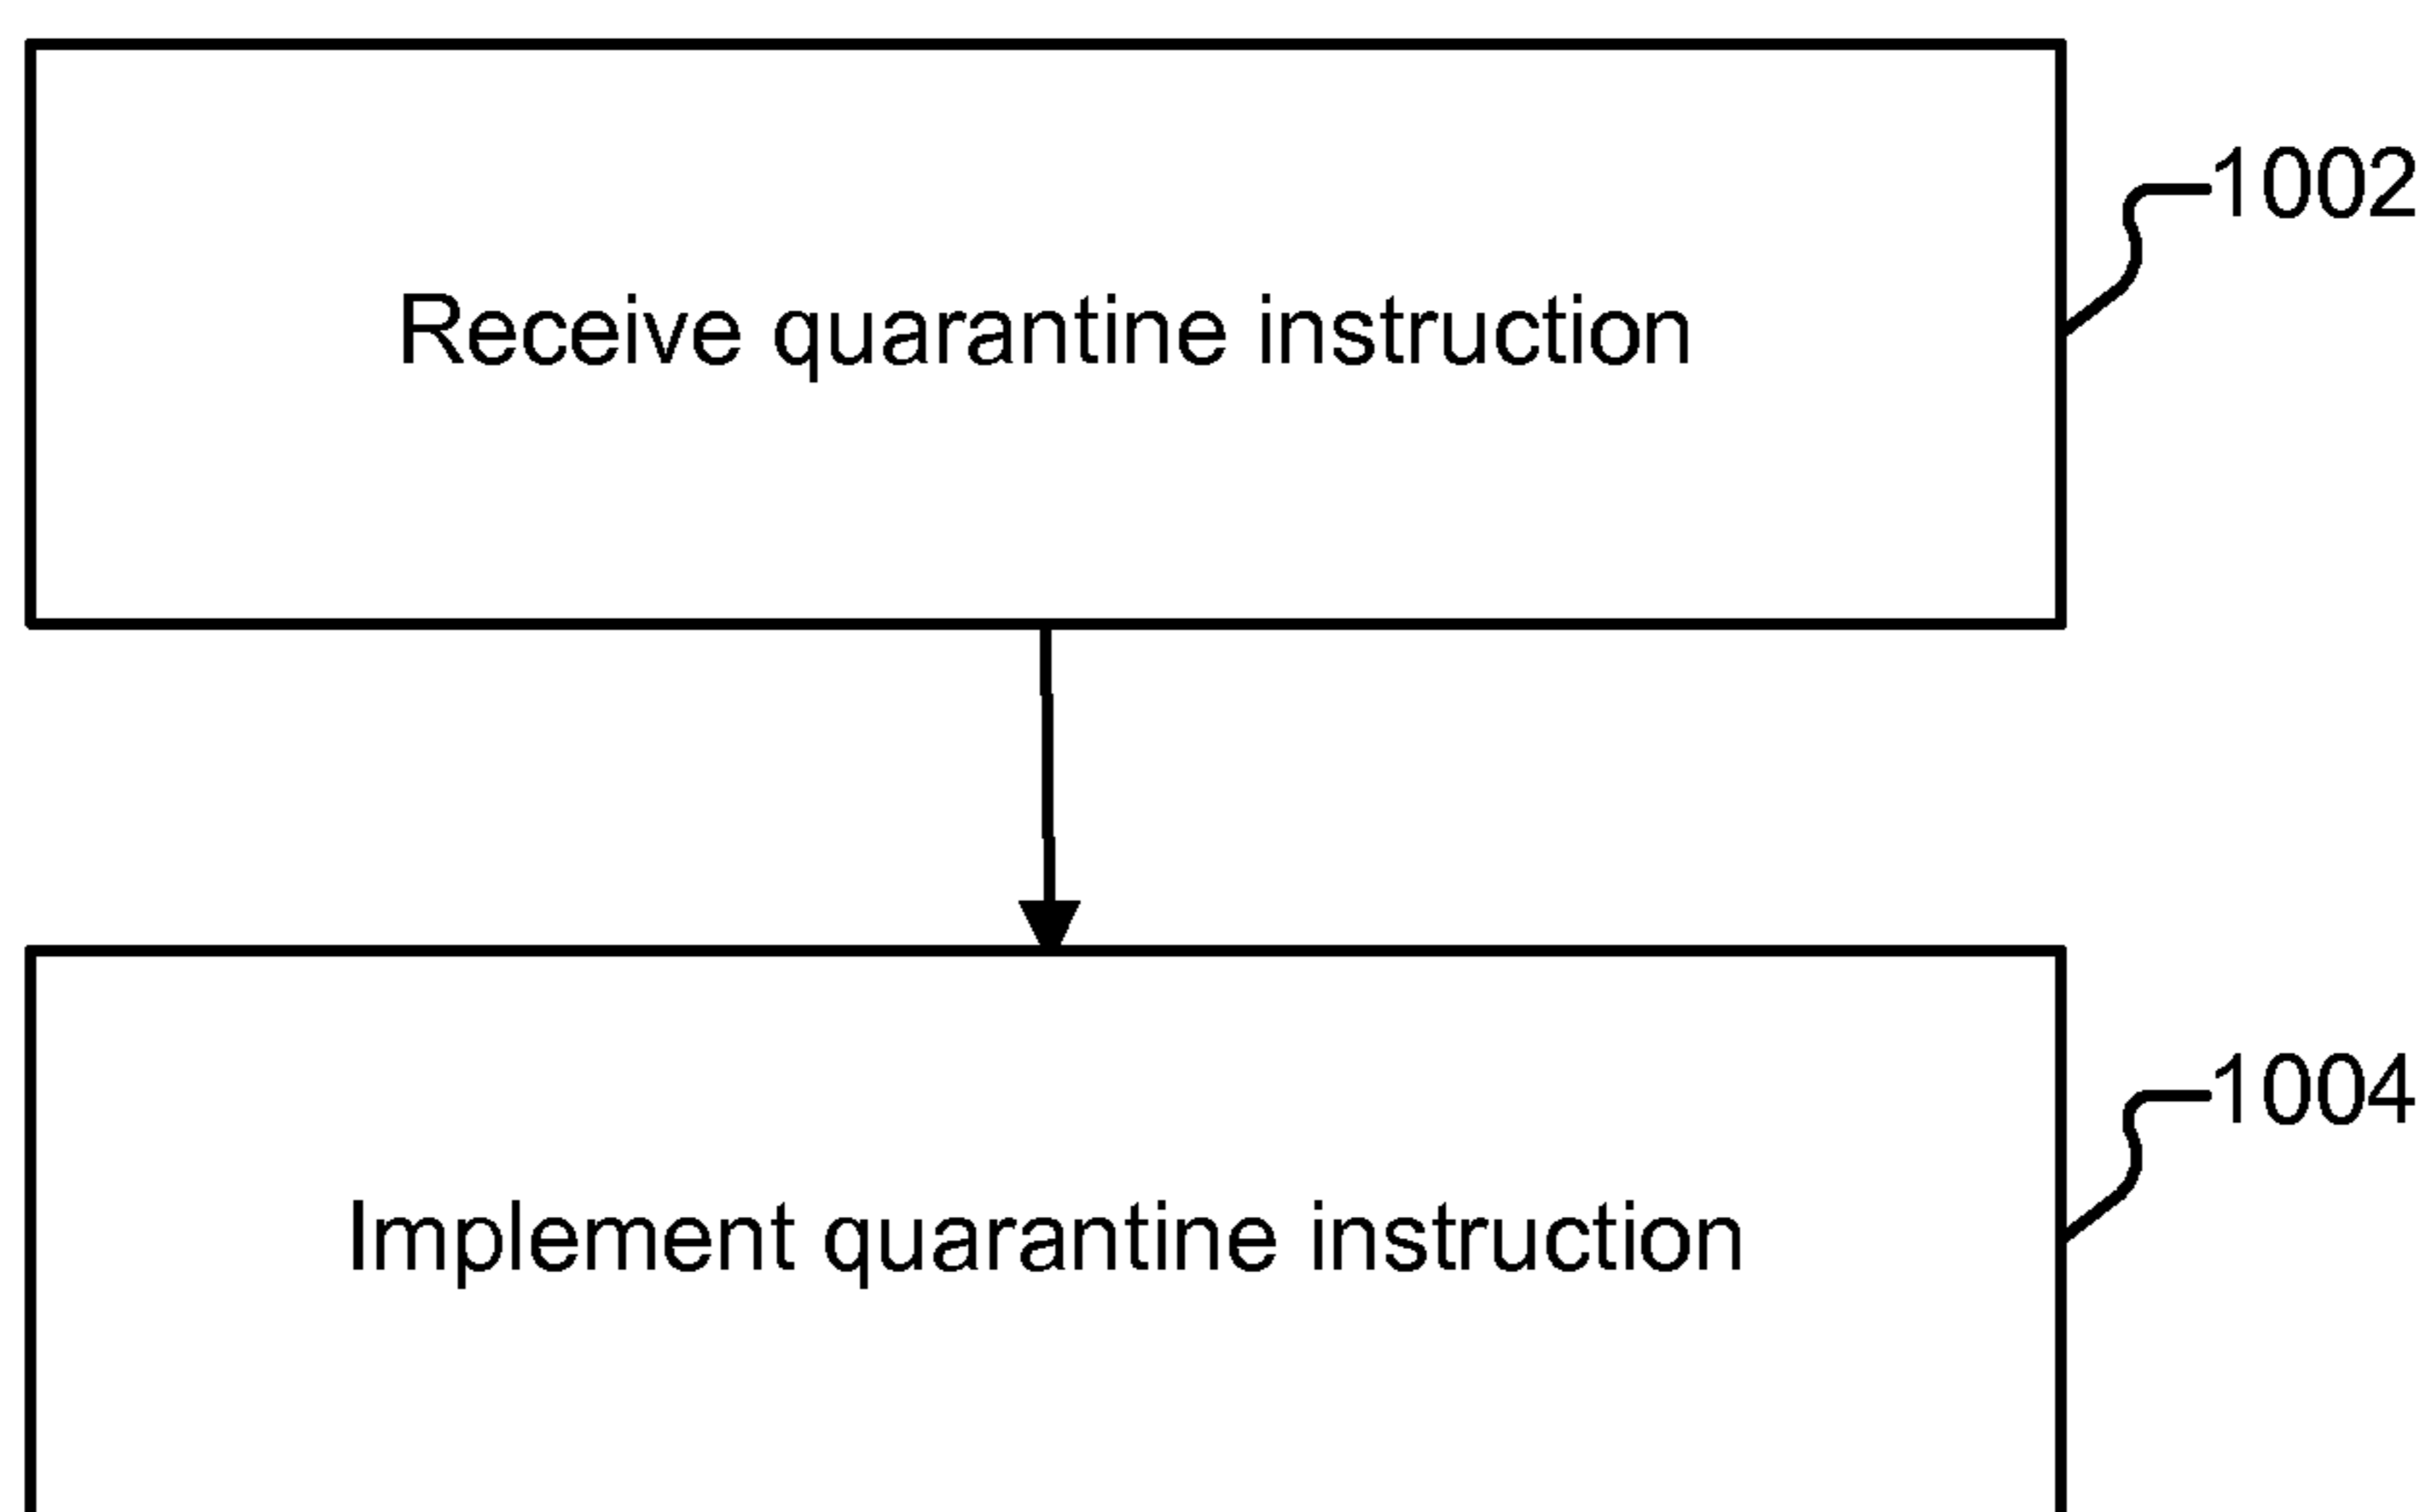 1002
Receive quarantine instruction
1004
Implement quarantine instruction